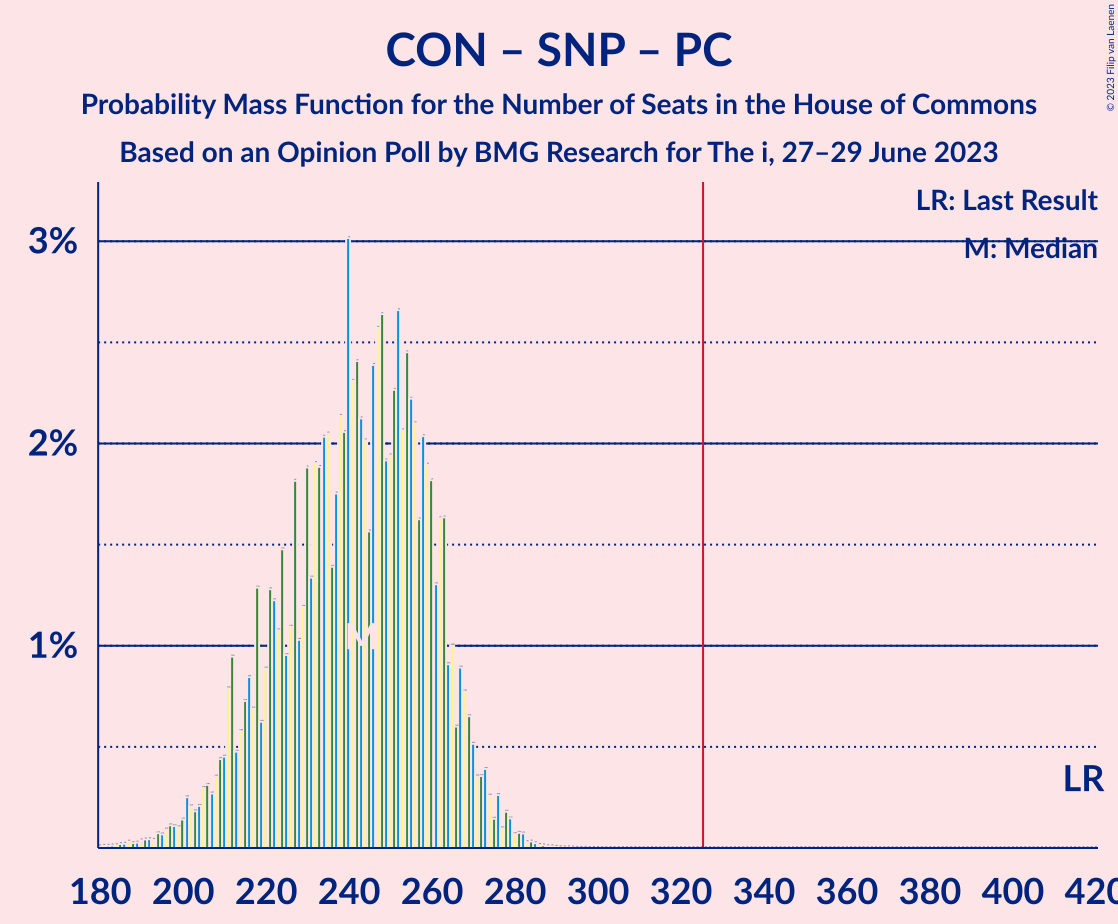 CON – SNP – PC
Probability Mass Function for the Number of Seats in the House of Commons
Based on an Opinion Poll by BMG Research for The i, 27–29 June 2023
© 2023 Filip van Laenen
LR: Last Result
M: Median
3%
2%
1%
M
LR
180 200 220 240 260 280 300 320 340 360 380 400 420